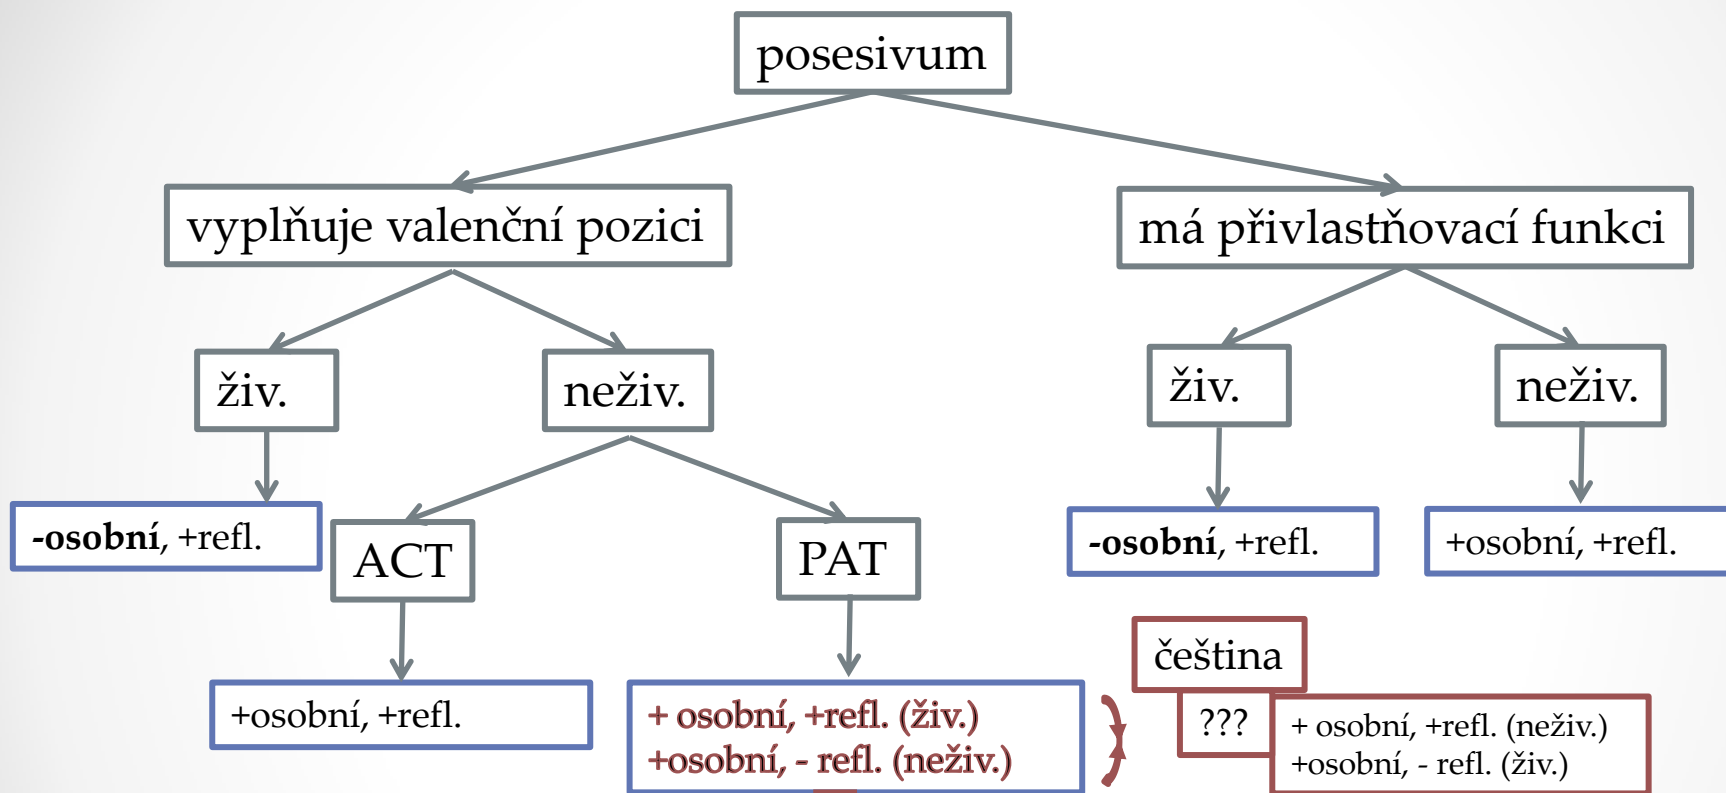 posesivum
vyplňuje valenční pozici
má přivlastňovací funkci
živ.
neživ.
živ.
neživ.
-osobní, +refl.
ACT
PAT
-osobní, +refl.
+osobní, +refl.
+osobní, +refl.
+ osobní, +refl. (živ.)
+osobní, - refl. (neživ.)
čeština
???
+ osobní, +refl. (neživ.)
+osobní, - refl. (živ.)